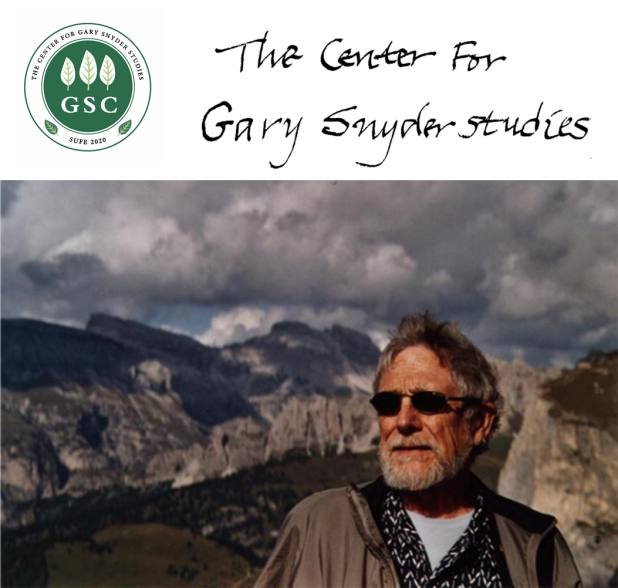 THE CENTER FOR GARY SNYDER STUDIES
GSC
SUFE 2020
The Center For
Gary Snyder studies